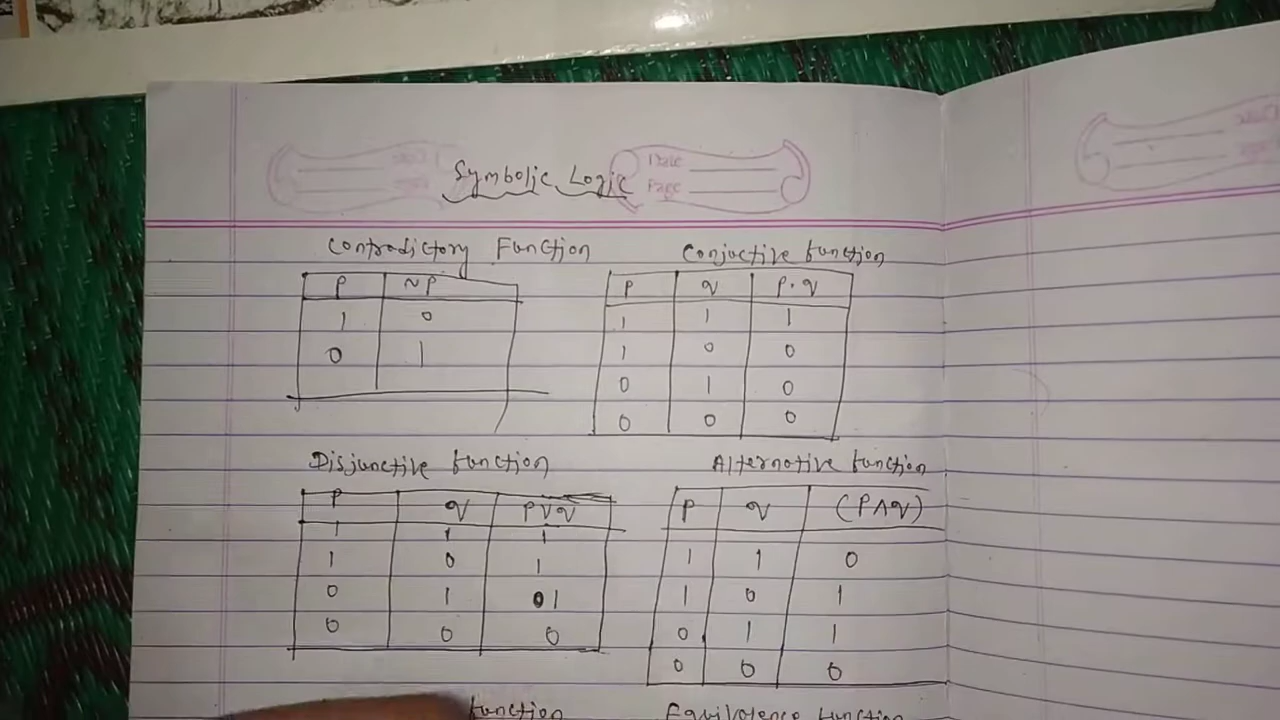 Date
Page
Symbolic Logic
Contradictory Function
P ~P
1 0
0 1
Conjuctive function
P q P·q
1 1 1
1 0 0
0 1 0
0 0 0
Disjunctive function
P q P V q
1 1 1
1 0 1
0 1 01
0 0 0
Alternative function
P q (P ∧ q)
1 1 0
1 0 1
0 1 1
0 0 0
function
Equivalence function